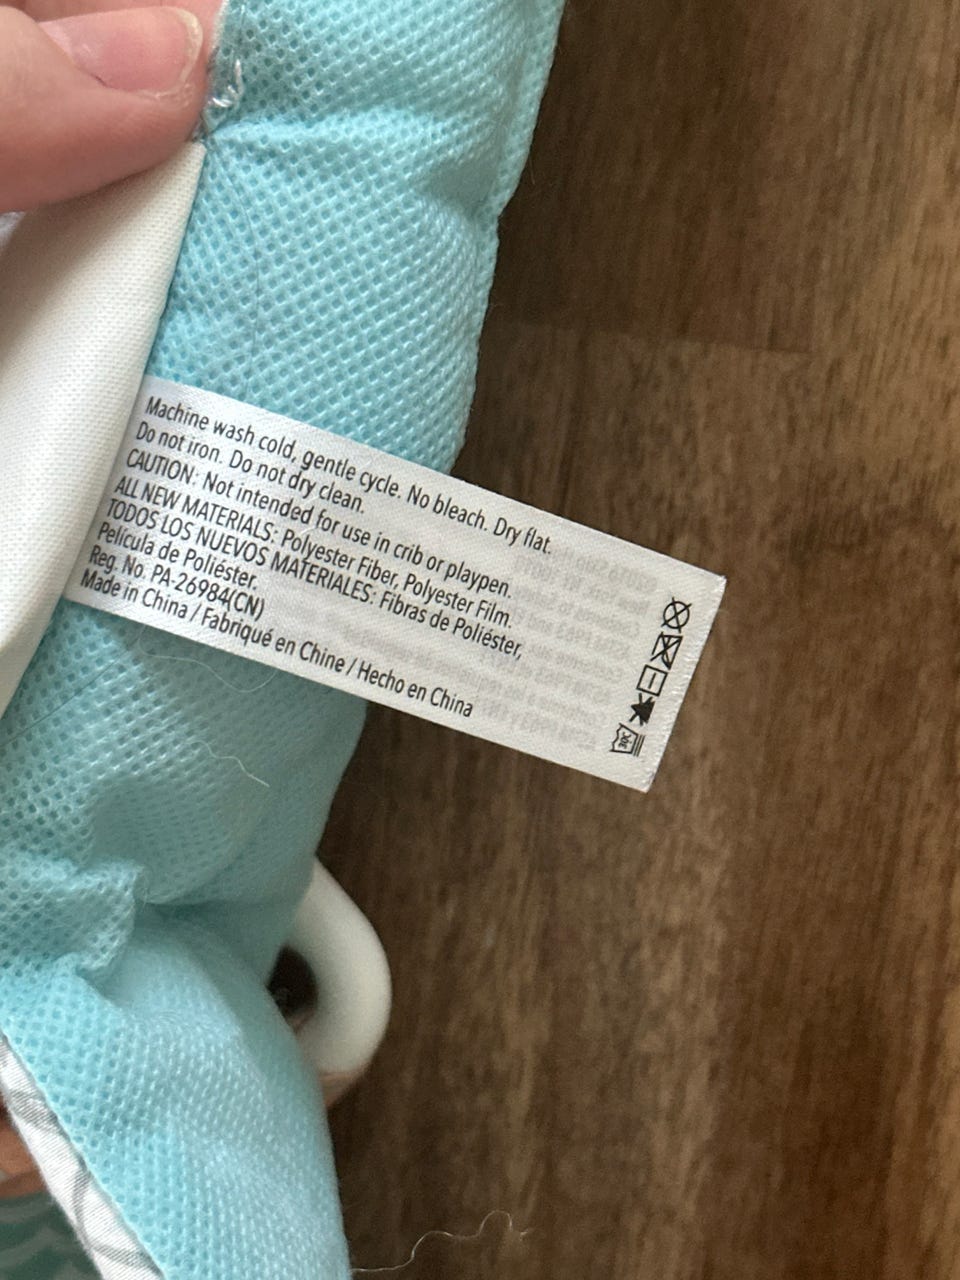 Machine wash cold, gentle cycle. No bleach. Dry flat.
Do not iron. Do not dry clean.
CAUTION: Not intended for use in crib or playpen.
ALL NEW MATERIALS: Polyester Fiber, Polyester Film.
TODOS LOS NUEVOS MATERIALES: Fibras de Poliéster,
Película de Poliéster.
Reg. No. PA-26984(CN)
Made in China / Fabriqué en Chine / Hecho en China